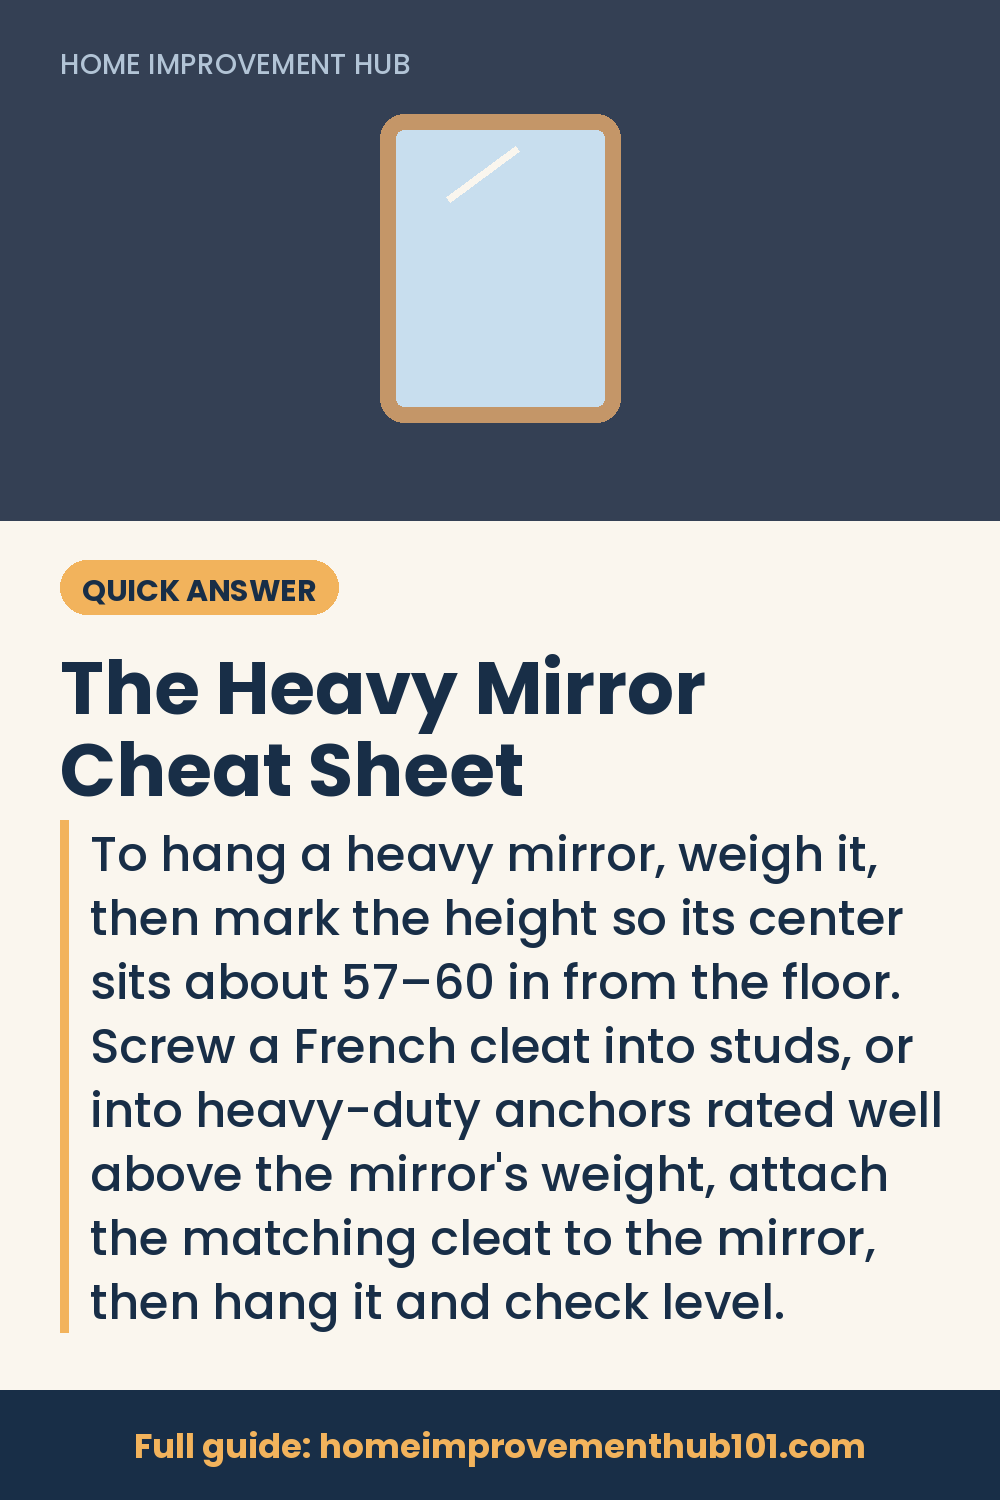 HOME IMPROVEMENT HUB
QUICK ANSWER
The Heavy Mirror
Cheat Sheet
To hang a heavy mirror, weigh it,
then mark the height so its center
sits about 57–60 in from the floor.
Screw a French cleat into studs, or
into heavy-duty anchors rated well
above the mirror's weight, attach
the matching cleat to the mirror,
then hang it and check level.
Full guide: homeimprovementhub101.com